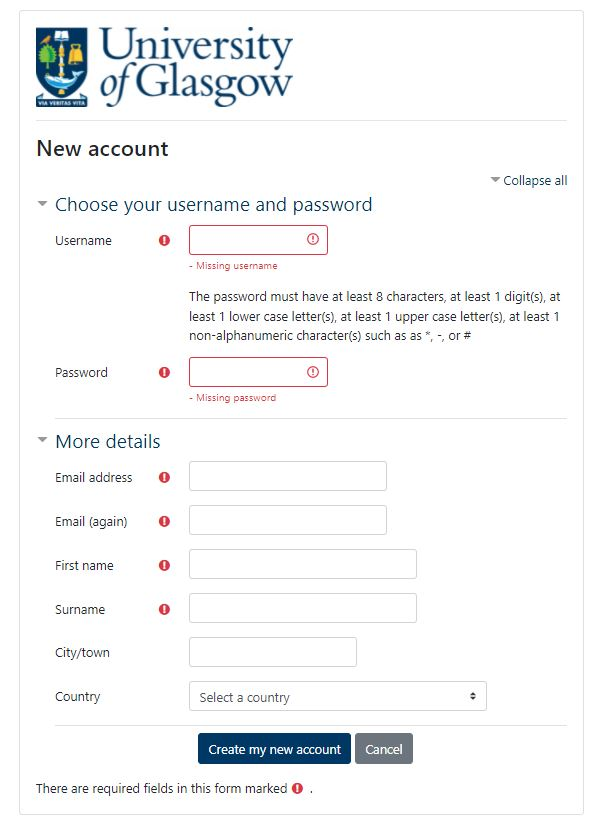 University
of Glasgow
VIA VERITAS VITA
New account
Collapse all
Choose your username and password
Username
- Missing username
The password must have at least 8 characters, at least 1 digit(s), at
least 1 lower case letter(s), at least 1 upper case letter(s), at least 1
non-alphanumeric character(s) such as as *, -, or #
Password
- Missing password
More details
Email address
Email (again)
First name
Surname
City/town
Country Select a country
Create my new account Cancel
There are required fields in this form marked .